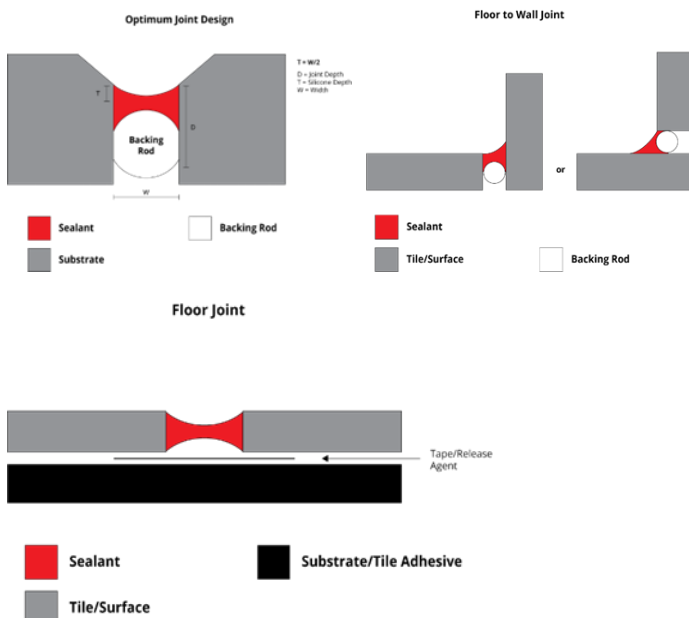 Optimum Joint Design
T = W/2
D = Joint Depth
T = Silicone Depth
W = Width
T
D
Backing
Rod
W
Sealant
Backing Rod
Substrate
Floor to Wall Joint
or
Sealant
Tile/Surface
Backing Rod
Floor Joint
Tape/Release
Agent
Sealant
Substrate/Tile Adhesive
Tile/Surface